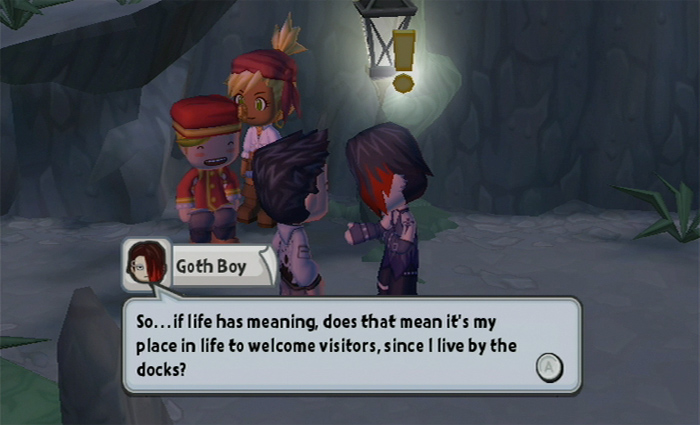 Goth Boy
So...if life has meaning, does that mean it's my
place in life to welcome visitors, since I live by the
docks?
A